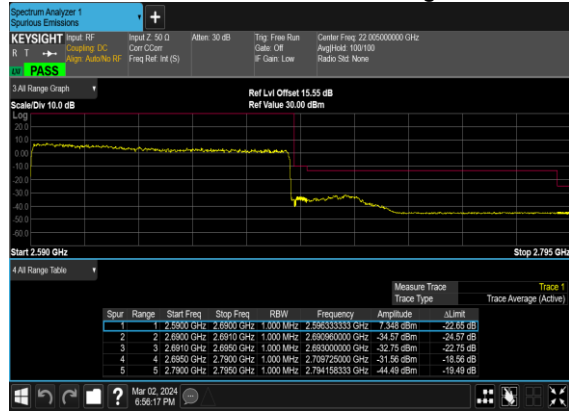 Spectrum Analyzer 1
Spurious Emissions
KEYSIGHT Input: RF Input Z: 50 Ω Atten: 30 dB Trig: Free Run Center Freq: 22.005000000 GHz
R T Coupling: DC Corr CCorr Gate: Off Avg|Hold: 100/100
Align: Auto/No RF Freq Ref: Int (S) IF Gain: Low Radio Std: None
PASS
3 All Range Graph
Ref Lvl Offset 15.55 dB
Scale/Div 10.0 dB Ref Value 30.00 dBm
Log
20.0
10.0
0.00
-10.0
-20.0
-30.0
-40.0
-50.0
-60.0
Start 2.590 GHz Stop 2.795 GHz
4 All Range Table
Measure Trace Trace 1
Trace Type Trace Average (Active)
Spur Range Start Freq Stop Freq RBW Frequency Amplitude ΔLimit
1 1 2.5900 GHz 2.6900 GHz 1.000 MHz 2.596333333 GHz 7.348 dBm -22.65 dB
2 2 2.6900 GHz 2.6910 GHz 1.000 MHz 2.690960000 GHz -34.57 dBm -24.57 dB
3 3 2.6910 GHz 2.6950 GHz 1.000 MHz 2.693000000 GHz -32.75 dBm -22.75 dB
4 4 2.6950 GHz 2.7900 GHz 1.000 MHz 2.709725000 GHz -31.56 dBm -18.56 dB
5 5 2.7900 GHz 2.7950 GHz 1.000 MHz 2.794158333 GHz -44.49 dBm -19.49 dB
Mar 02, 2024
6:56:17 PM